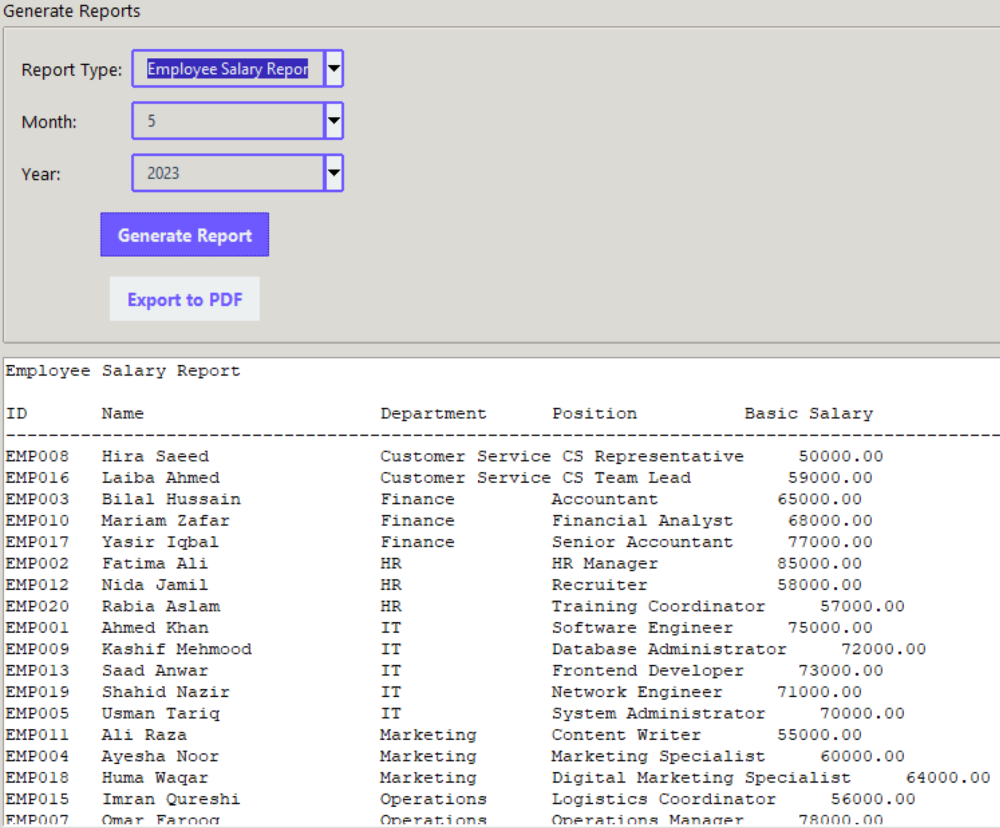 Generate Reports
Report Type: Employee Salary Repor
Month: 5
Year: 2023
Generate Report
Export to PDF
Employee Salary Report
ID Name Department Position Basic Salary
--------------------------------------------------------------------------------------------
EMP008 Hira Saeed Customer Service CS Representative 50000.00
EMP016 Laiba Ahmed Customer Service CS Team Lead 59000.00
EMP003 Bilal Hussain Finance Accountant 65000.00
EMP010 Mariam Zafar Finance Financial Analyst 68000.00
EMP017 Yasir Iqbal Finance Senior Accountant 77000.00
EMP002 Fatima Ali HR HR Manager 85000.00
EMP012 Nida Jamil HR Recruiter 58000.00
EMP020 Rabia Aslam HR Training Coordinator 57000.00
EMP001 Ahmed Khan IT Software Engineer 75000.00
EMP009 Kashif Mehmood IT Database Administrator 72000.00
EMP013 Saad Anwar IT Frontend Developer 73000.00
EMP019 Shahid Nazir IT Network Engineer 71000.00
EMP005 Usman Tariq IT System Administrator 70000.00
EMP011 Ali Raza Marketing Content Writer 55000.00
EMP004 Ayesha Noor Marketing Marketing Specialist 60000.00
EMP018 Huma Waqar Marketing Digital Marketing Specialist 64000.00
EMP015 Imran Qureshi Operations Logistics Coordinator 56000.00
EMP007 Omar Farooq Operations Operations Manager 78000.00